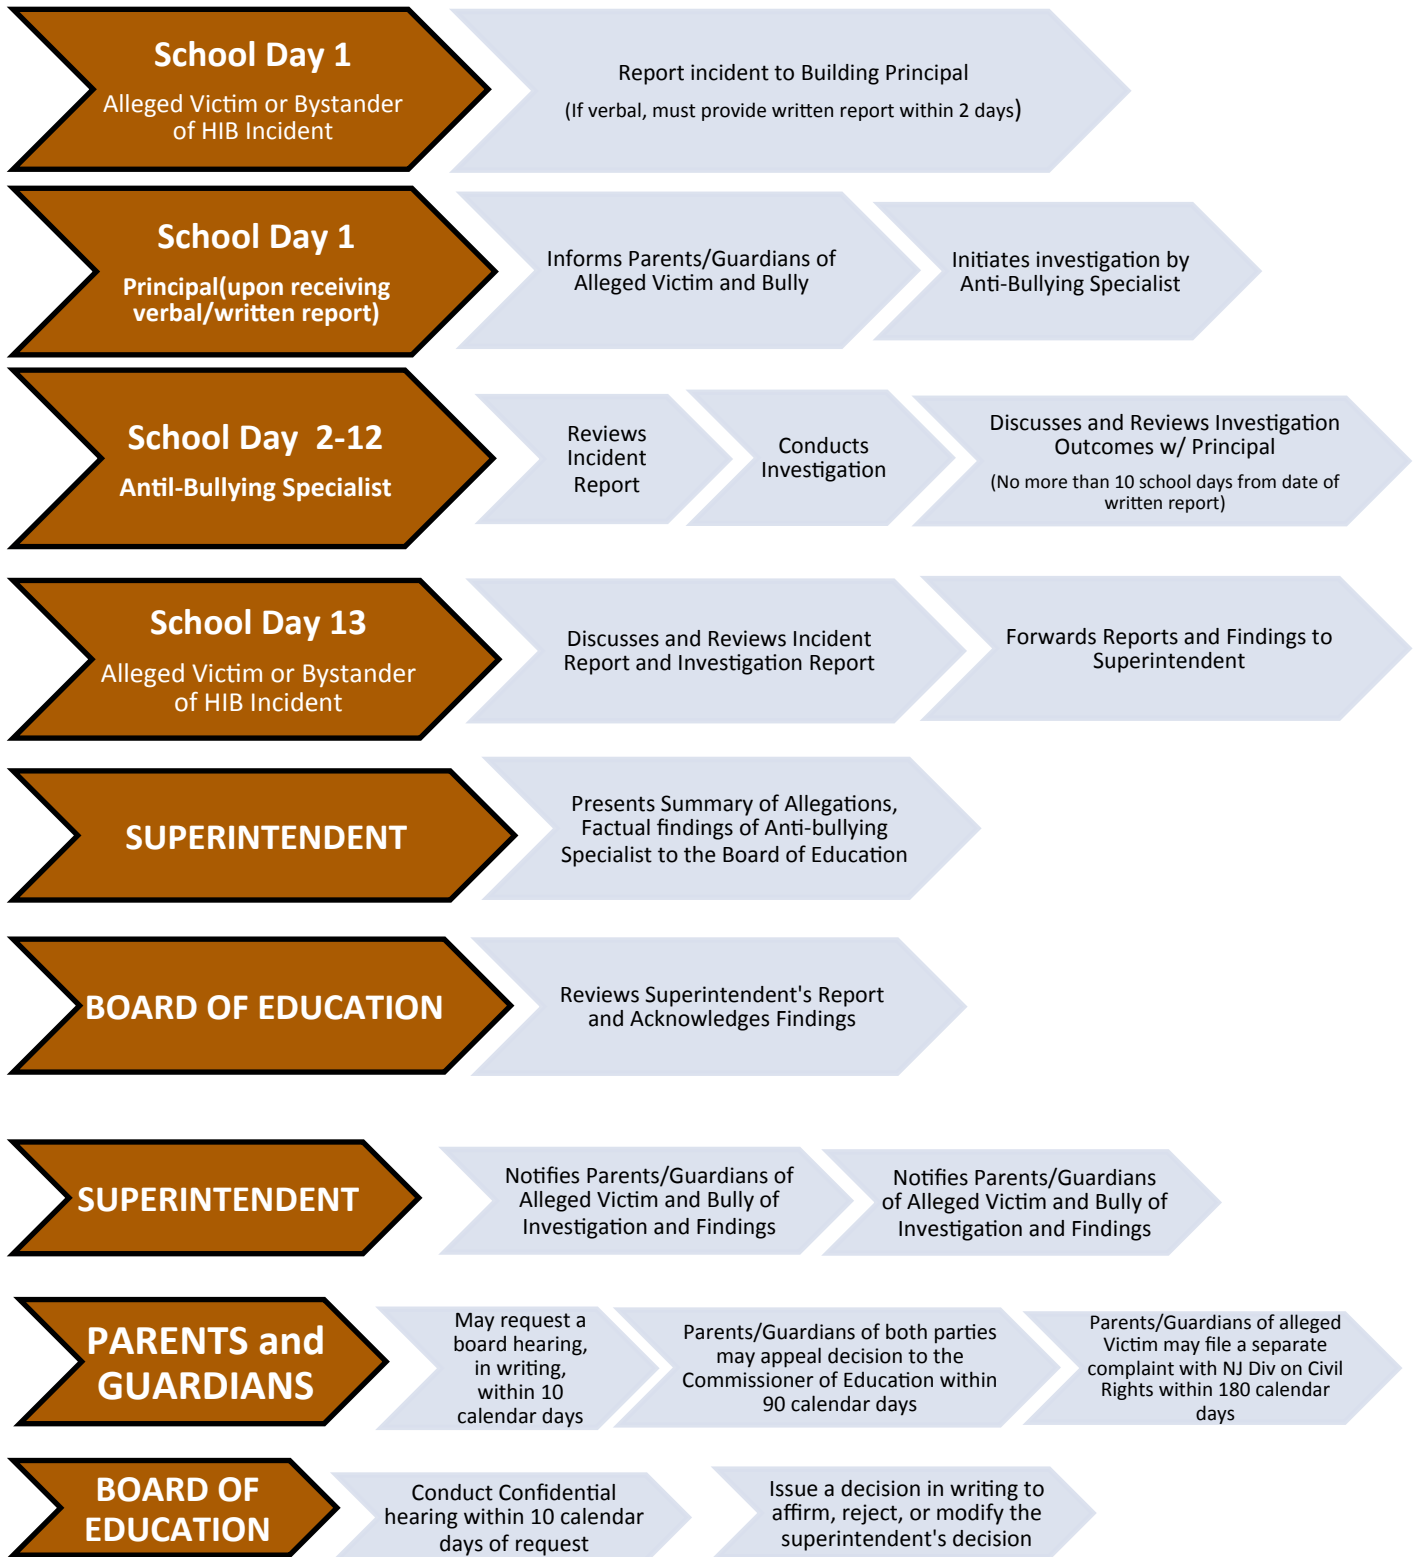 School Day 1
Alleged Victim or Bystander
of HIB Incident
Report incident to Building Principal
(If verbal, must provide written report within 2 days)
School Day 1
Principal(upon receiving
verbal/written report)
Informs Parents/Guardians of
Alleged Victim and Bully
Initiates investigation by
Anti-Bullying Specialist
School Day  2-12
Antil-Bullying Specialist
Reviews
Incident
Report
Conducts
Investigation
Discusses and Reviews Investigation
Outcomes w/ Principal
(No more than 10 school days from date of
written report)
School Day 13
Alleged Victim or Bystander
of HIB Incident
Discusses and Reviews Incident
Report and Investigation Report
Forwards Reports and Findings to
Superintendent
SUPERINTENDENT
Presents Summary of Allegations,
Factual findings of Anti-bullying
Specialist to the Board of Education
BOARD OF EDUCATION
Reviews Superintendent's Report
and Acknowledges Findings
SUPERINTENDENT
Notifies Parents/Guardians of
Alleged Victim and Bully of
Investigation and Findings
Notifies Parents/Guardians
of Alleged Victim and Bully of
Investigation and Findings
PARENTS and
GUARDIANS
May request a
board hearing,
in writing,
within 10
calendar days
Parents/Guardians of both parties
may appeal decision to the
Commissioner of Education within
90 calendar days
Parents/Guardians of alleged
Victim may file a separate
complaint with NJ Div on Civil
Rights within 180 calendar
days
BOARD OF
EDUCATION
Conduct Confidential
hearing within 10 calendar
days of request
Issue a decision in writing to
affirm, reject, or modify the
superintendent's decision